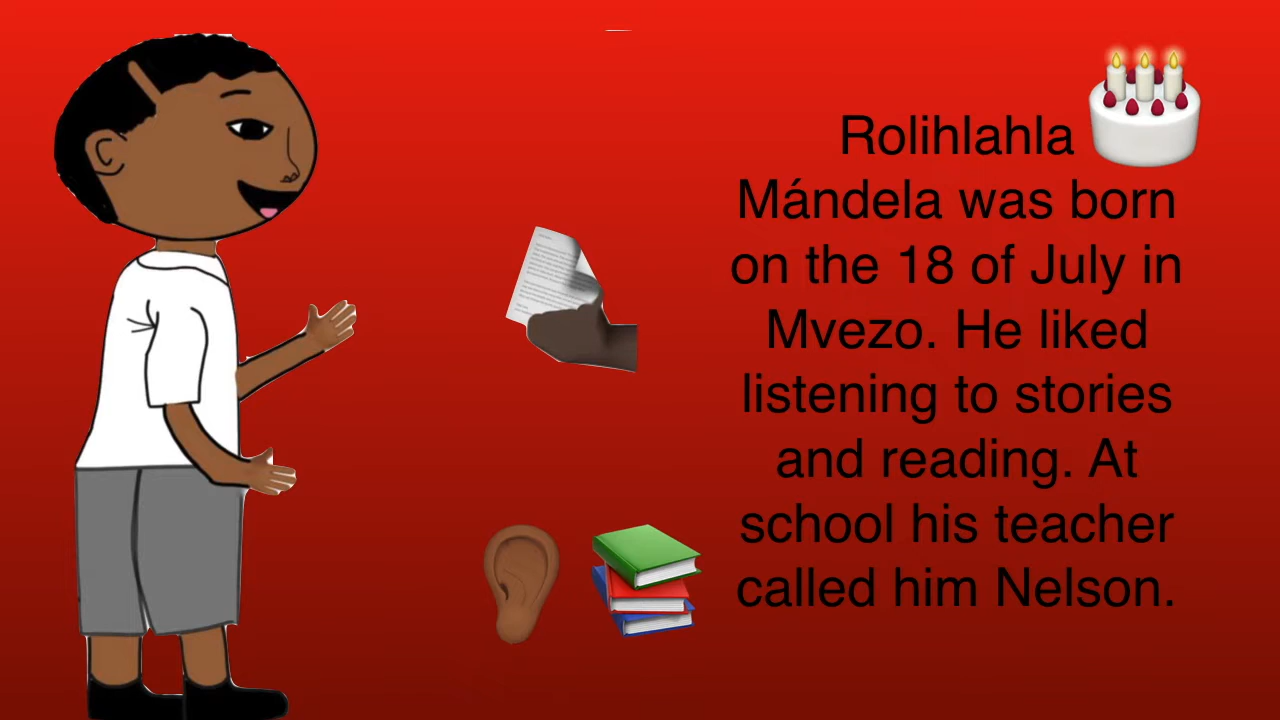 Rolihlahla
Mándela was born
on the 18 of July in
Mvezo. He liked
listening to stories
and reading. At
school his teacher
called him Nelson.